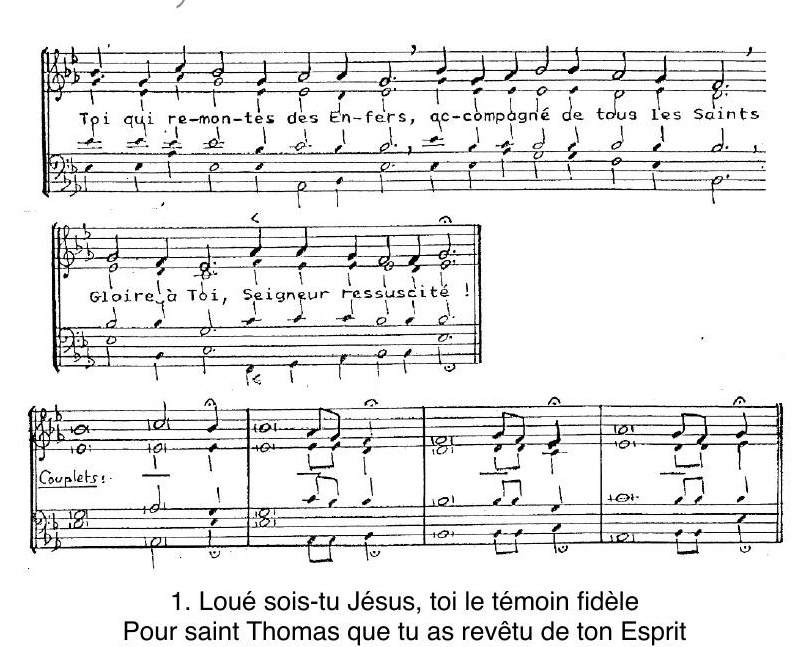 Toi qui re-mon-tes des En-fers, ac-compagné de tous les Saints
Gloire à Toi, Seigneur ressuscité !
Couplets:
1. Loué sois-tu Jésus, toi le témoin fidèle
Pour saint Thomas que tu as revêtu de ton Esprit